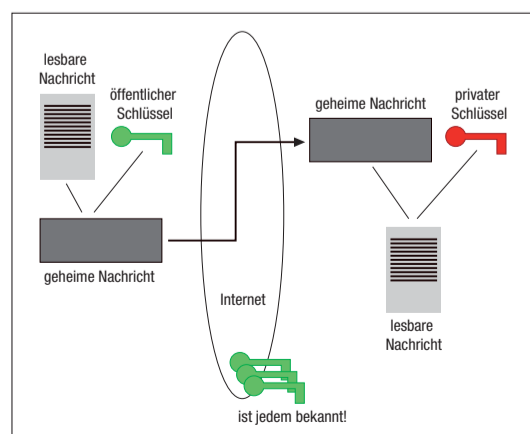 lesbare
Nachricht
öffentlicher
Schlüssel
geheime Nachricht
Internet
ist jedem bekannt!
geheime Nachricht
privater
Schlüssel
lesbare
Nachricht